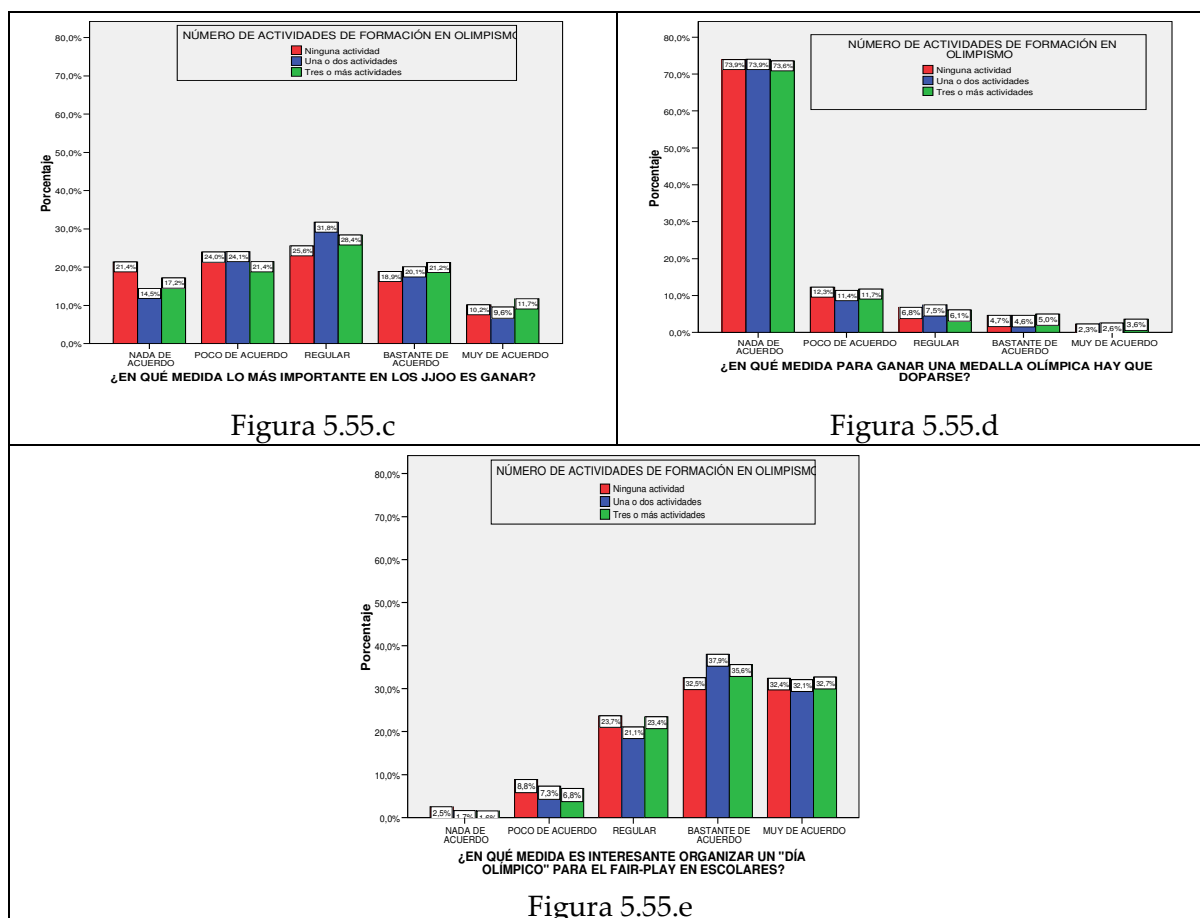 NÚMERO DE ACTIVIDADES DE FORMACIÓN EN OLIMPISMO
Ninguna actividad
Una o dos actividades
Tres o más actividades
Porcentaje
80,0%
70,0%
60,0%
50,0%
40,0%
30,0%
20,0%
10,0%
0,0%
21,4% 14,5% 17,2%
24,0% 24,1% 21,4%
25,6% 31,8% 28,4%
18,9% 20,1% 21,2%
10,2% 9,6% 11,7%
NADA DE ACUERDO
POCO DE ACUERDO
REGULAR
BASTANTE DE ACUERDO
MUY DE ACUERDO
¿EN QUÉ MEDIDA LO MÁS IMPORTANTE EN LOS JJOO ES GANAR?
Figura 5.55.c
NÚMERO DE ACTIVIDADES DE FORMACIÓN EN
OLIMPISMO
Ninguna actividad
Una o dos actividades
Tres o más actividades
Porcentaje
80,0%
70,0%
60,0%
50,0%
40,0%
30,0%
20,0%
10,0%
0,0%
73,9% 73,9% 73,6%
12,3% 11,4% 11,7%
6,8% 7,5% 6,1%
4,7% 4,6% 5,0%
2,3% 2,6% 3,6%
NADA DE ACUERDO
POCO DE ACUERDO
REGULAR
BASTANTE DE ACUERDO
MUY DE ACUERDO
¿EN QUÉ MEDIDA PARA GANAR UNA MEDALLA OLÍMPICA HAY QUE
DOPARSE?
Figura 5.55.d
NÚMERO DE ACTIVIDADES DE FORMACIÓN EN OLIMPISMO
Ninguna actividad
Una o dos actividades
Tres o más actividades
Porcentaje
80,0%
70,0%
60,0%
50,0%
40,0%
30,0%
20,0%
10,0%
0,0%
2,5% 1,7% 1,6%
8,8% 7,3% 6,8%
23,7% 21,1% 23,4%
32,5% 37,9% 35,6%
32,4% 32,1% 32,7%
NADA DE ACUERDO
POCO DE ACUERDO
REGULAR
BASTANTE DE ACUERDO
MUY DE ACUERDO
¿EN QUÉ MEDIDA ES INTERESANTE ORGANIZAR UN "DÍA
OLÍMPICO" PARA EL FAIR-PLAY EN ESCOLARES?
Figura 5.55.e